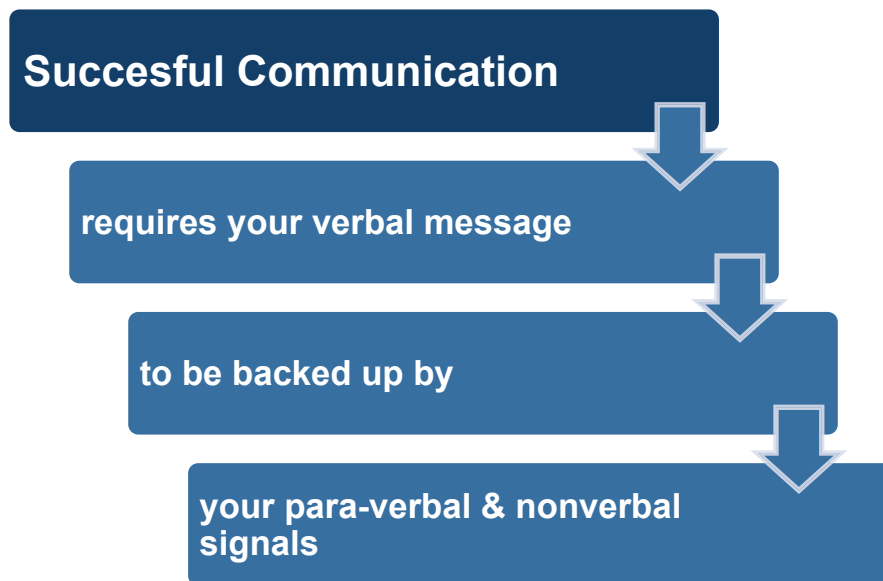 Succesful Communication
requires your verbal message
to be backed up by
your para-verbal & nonverbal
signals